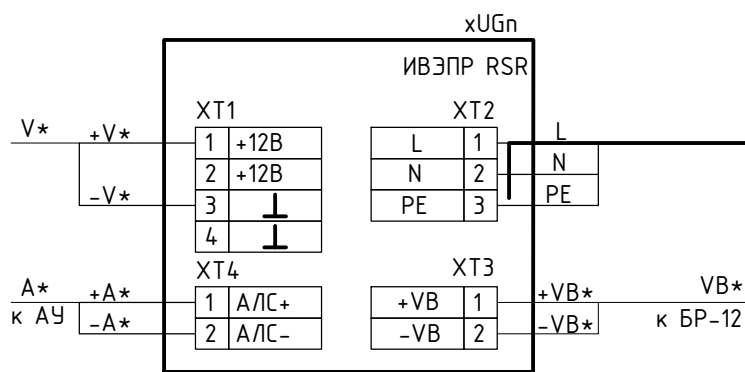 xUGn
ИВЭПР RSR
XT1
XT2
V* +V* 1 +12В L 1 L
2 +12В N 2 N
-V* 3 PE 3 PE
4
XT4
XT3
A* +A* 1 АЛС+ +VB 1 +VB* VB*
к АУ -A* 2 АЛС- -VB 2 -VB* к БР-12